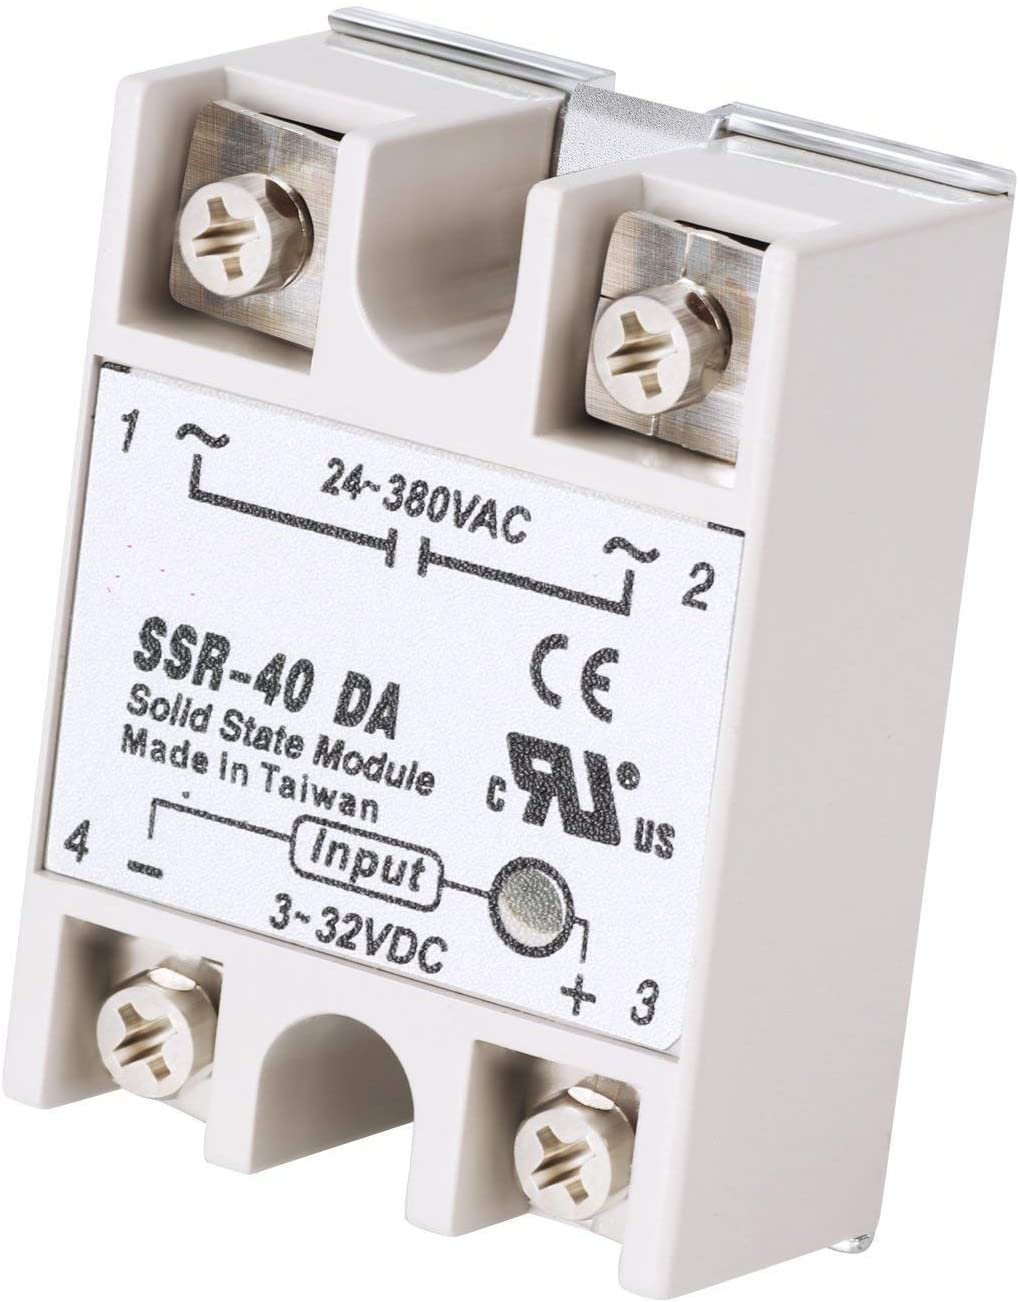 1 ~
24~380VAC
~ 2
SSR-40 DA
Solid State Module
Made in Taiwan
CE
c RU ® US
4 −
Input
3~32VDC
+ 3